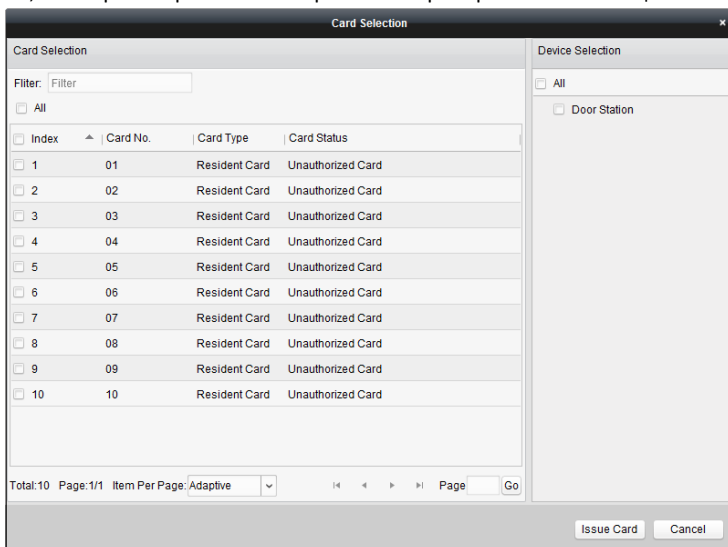 Card Selection ×
Card Selection
Fliter: Filter
All
Index Card No. Card Type Card Status
1 01 Resident Card Unauthorized Card
2 02 Resident Card Unauthorized Card
3 03 Resident Card Unauthorized Card
4 04 Resident Card Unauthorized Card
5 05 Resident Card Unauthorized Card
6 06 Resident Card Unauthorized Card
7 07 Resident Card Unauthorized Card
8 08 Resident Card Unauthorized Card
9 09 Resident Card Unauthorized Card
10 10 Resident Card Unauthorized Card
Total:10 Page:1/1 Item Per Page: Adaptive Page Go
Device Selection
All
Door Station
Issue Card Cancel